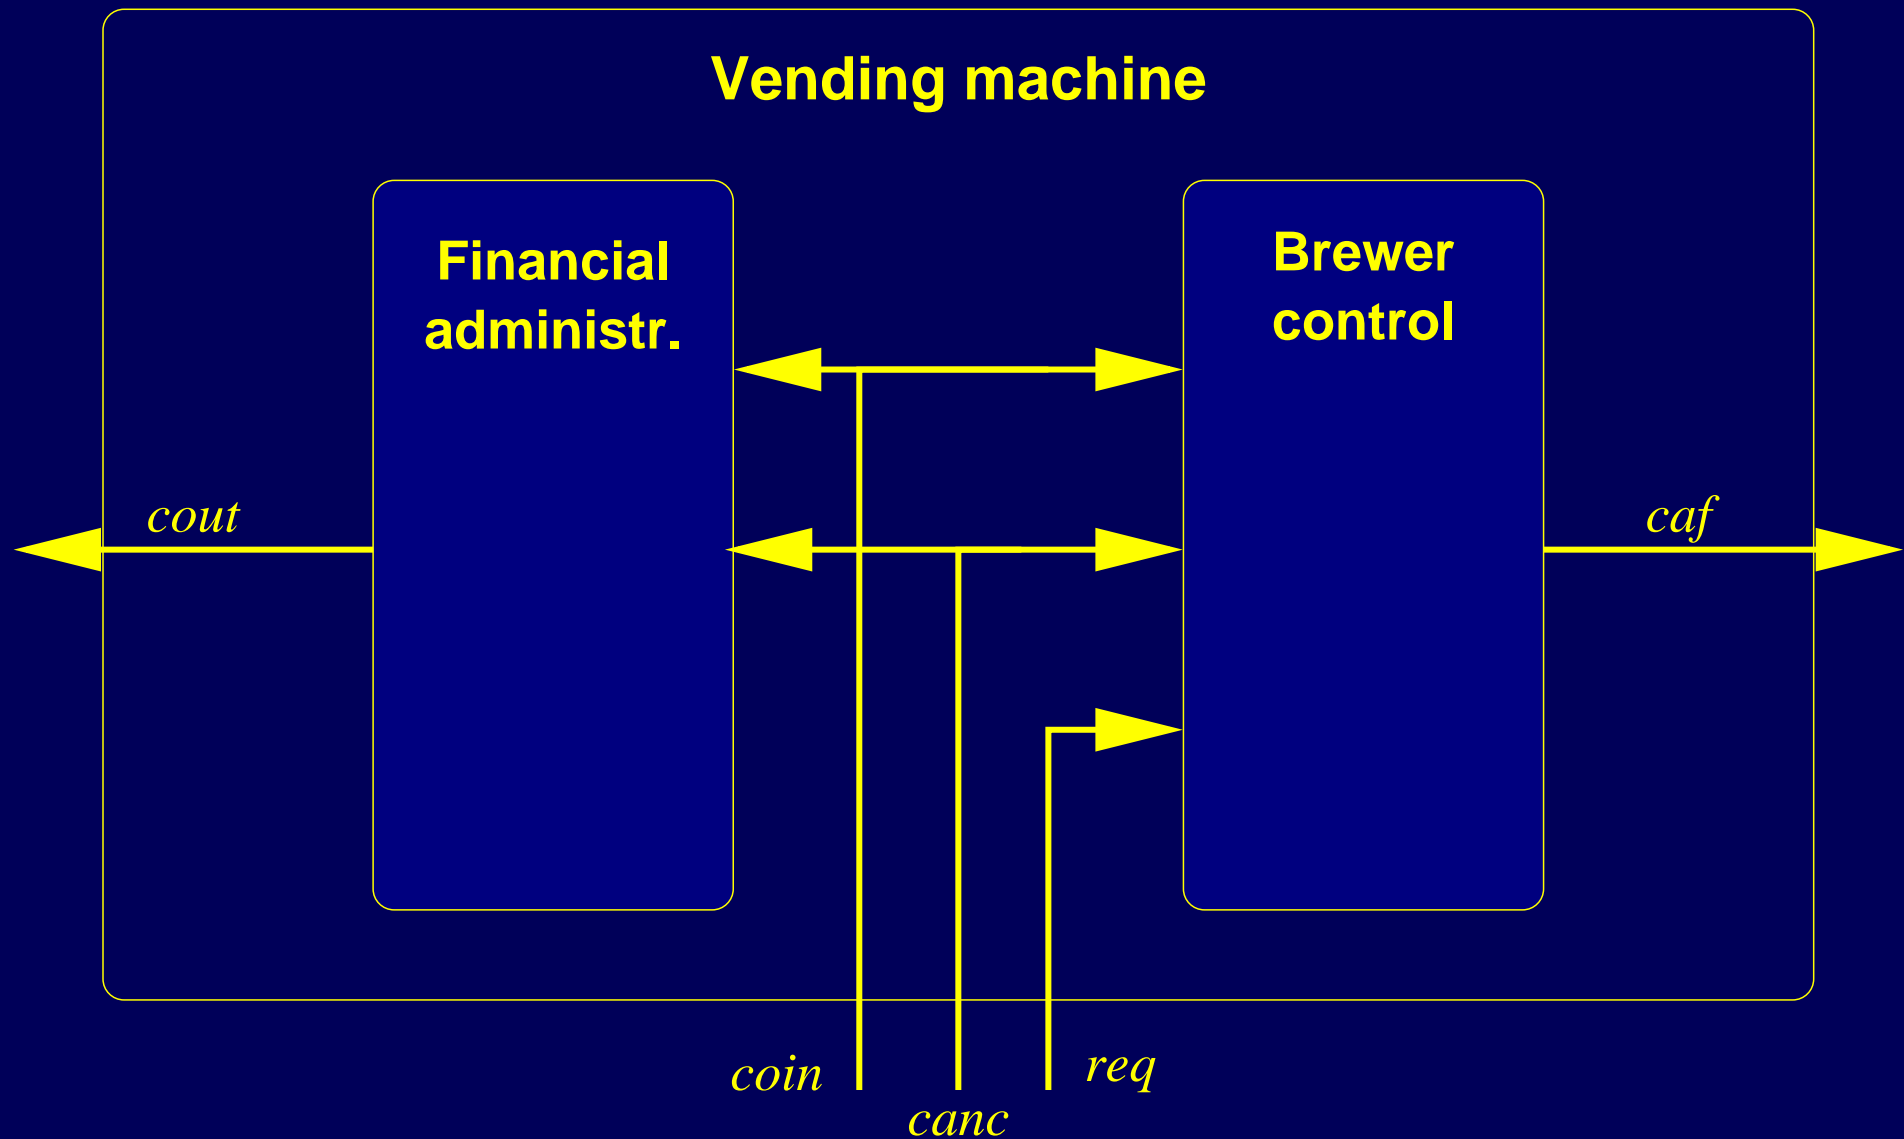 Vending machine
Financial
administr.
Brewer
control
cout
caf
coin
canc
req